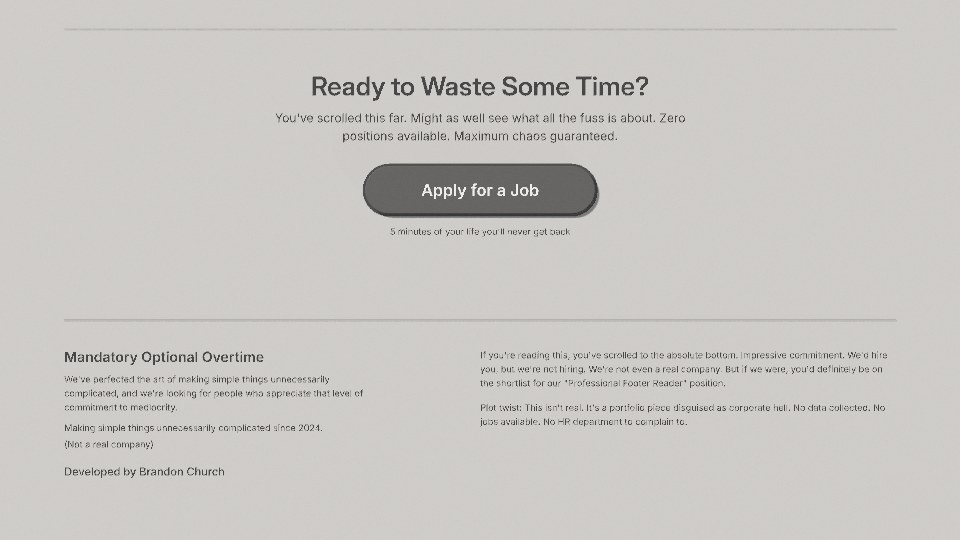 Ready to Waste Some Time?
You've scrolled this far. Might as well see what all the fuss is about. Zero
positions available. Maximum chaos guaranteed.
Apply for a Job
5 minutes of your life you'll never get back
Mandatory Optional Overtime
We've perfected the art of making simple things unnecessarily
complicated, and we're looking for people who appreciate that level of
commitment to mediocrity.
Making simple things unnecessarily complicated since 2024.
(Not a real company)
Developed by Brandon Church
If you're reading this, you've scrolled to the absolute bottom. Impressive commitment. We'd hire
you, but we're not hiring. We're not even a real company. But if we were, you'd definitely be on
the shortlist for our "Professional Footer Reader" position.
Plot twist: This isn't real. It's a portfolio piece disguised as corporate hell. No data collected. No
jobs available. No HR department to complain to.